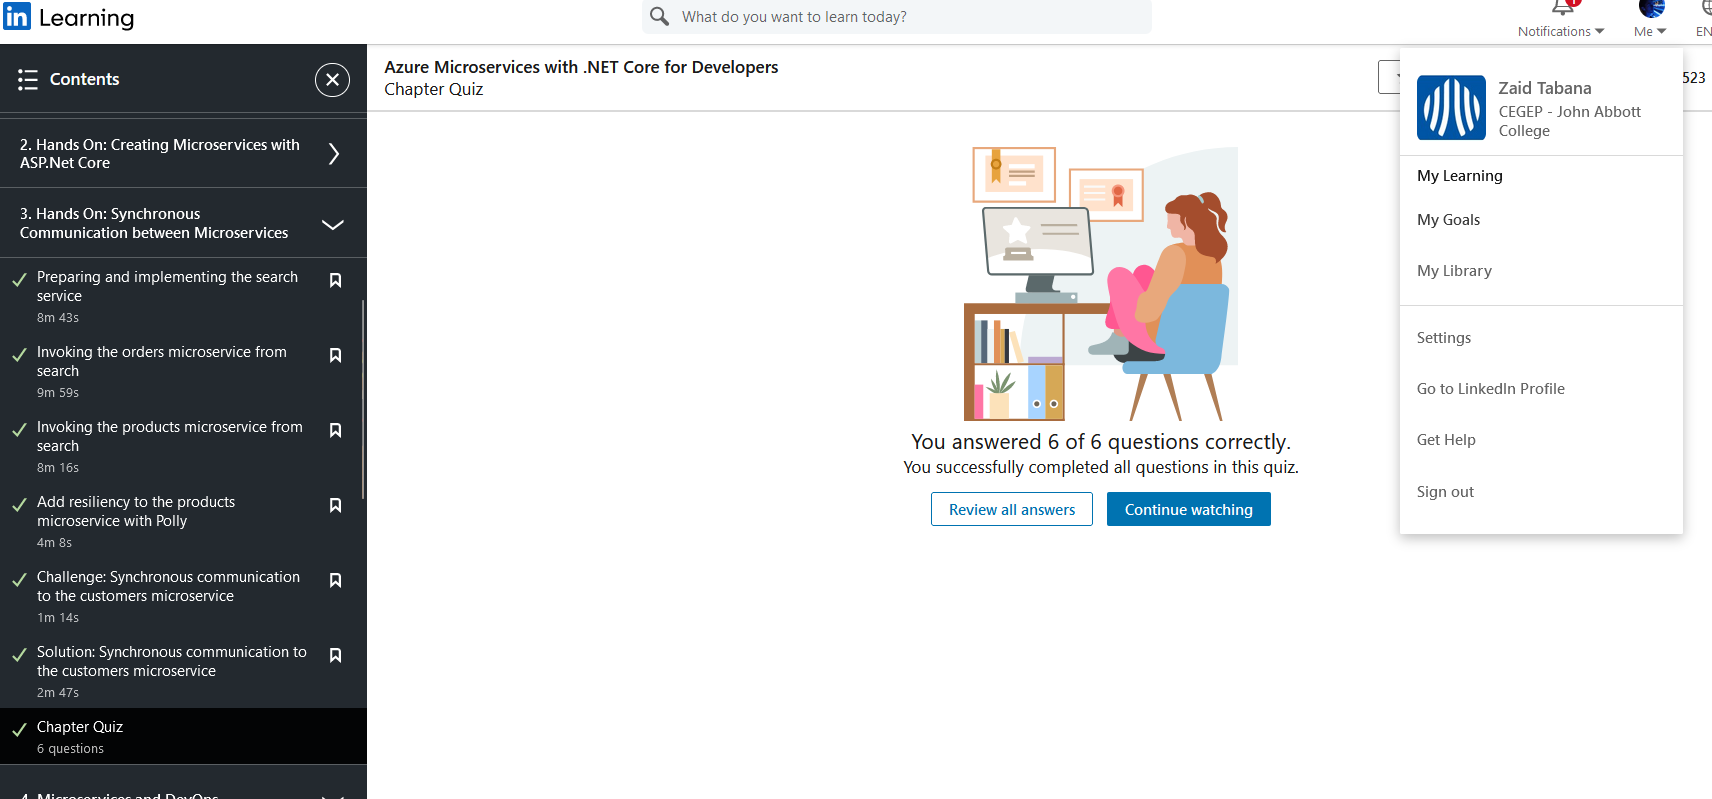 in Learning
What do you want to learn today?
1
Notifications
Me
EN
Contents
2. Hands On: Creating Microservices with
ASP.Net Core
3. Hands On: Synchronous
Communication between Microservices
Preparing and implementing the search
service
8m 43s
Invoking the orders microservice from
search
9m 59s
Invoking the products microservice from
search
8m 16s
Add resiliency to the products
microservice with Polly
4m 8s
Challenge: Synchronous communication
to the customers microservice
1m 14s
Solution: Synchronous communication to
the customers microservice
2m 47s
Chapter Quiz
6 questions
4. Microservices and DevOps
Azure Microservices with .NET Core for Developers
Chapter Quiz
523
You answered 6 of 6 questions correctly.
You successfully completed all questions in this quiz.
Review all answers
Continue watching
Zaid Tabana
CEGEP - John Abbott
College
My Learning
My Goals
My Library
Settings
Go to LinkedIn Profile
Get Help
Sign out